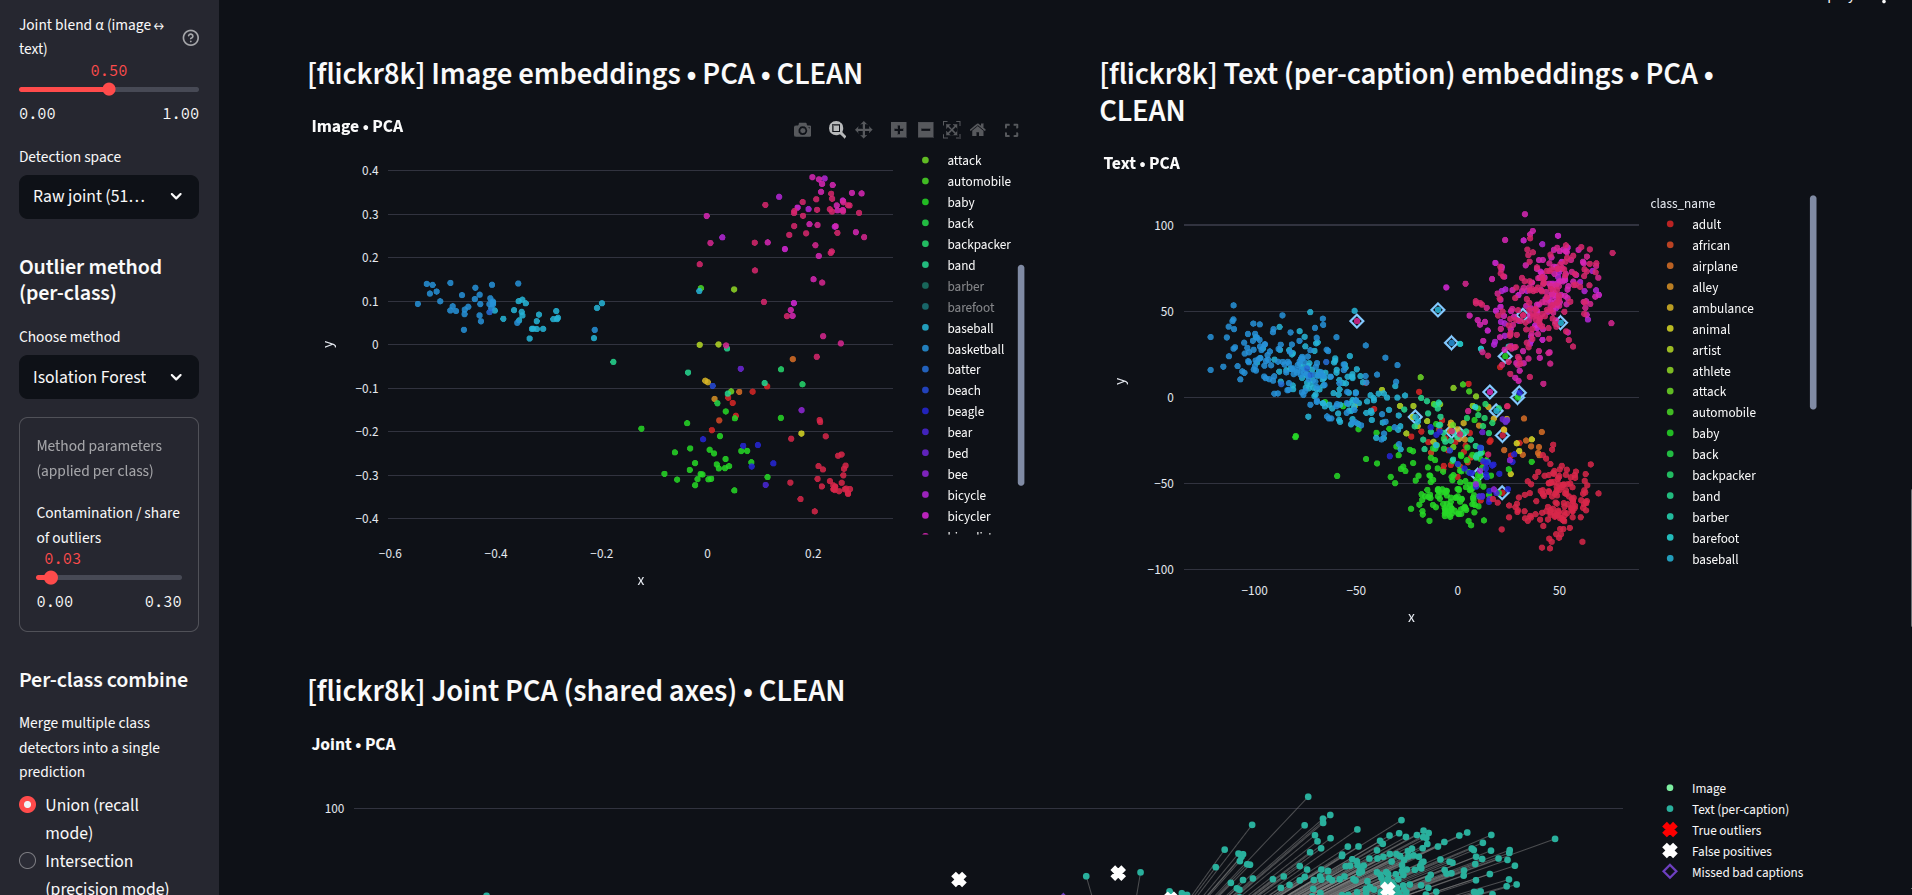 Joint blend α (image ↔
text)
0.50
0.00 1.00
Detection space
Raw joint (51…
Outlier method
(per-class)
Choose method
Isolation Forest
Method parameters
(applied per class)
Contamination / share
of outliers
0.03
0.00 0.30
Per-class combine
Merge multiple class
detectors into a single
prediction
Union (recall
mode)
Intersection
(precision mode)
[flickr8k] Image embeddings • PCA • CLEAN
Image • PCA
0.4
0.3
0.2
0.1
0
−0.1
−0.2
−0.3
−0.4
y
−0.6 −0.4 −0.2 0 0.2
x
attack
automobile
baby
back
backpacker
band
barber
barefoot
baseball
basketball
batter
beach
beagle
bear
bed
bee
bicycle
bicycler
[flickr8k] Text (per-caption) embeddings • PCA •
CLEAN
Text • PCA
100
50
0
−50
−100
y
−100 −50 0 50
x
class_name
adult
african
airplane
alley
ambulance
animal
artist
athlete
attack
automobile
baby
back
backpacker
band
barber
barefoot
baseball
[flickr8k] Joint PCA (shared axes) • CLEAN
Joint • PCA
100
Image
Text (per-caption)
True outliers
False positives
Missed bad captions